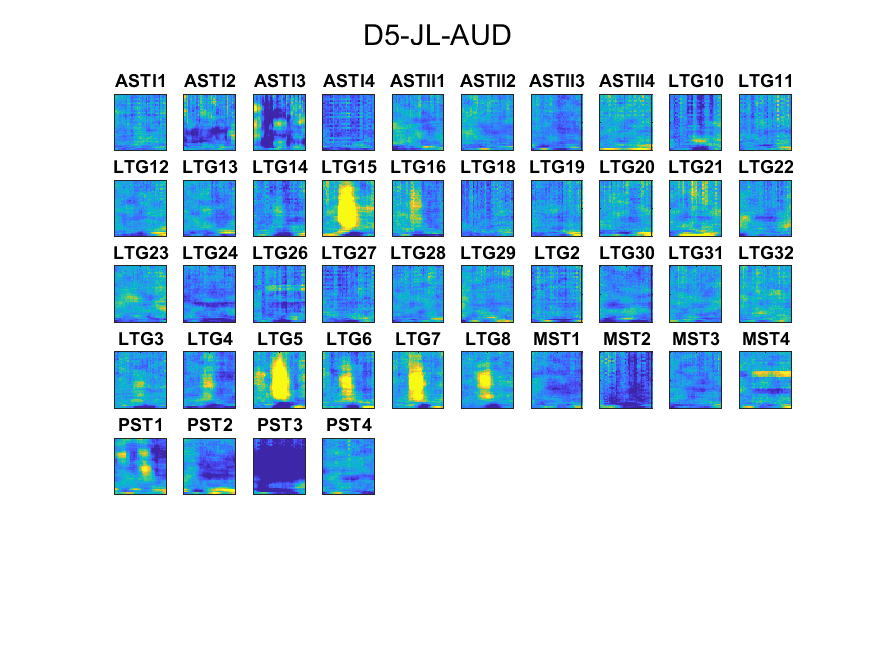 D5-JL-AUD
ASTI1 ASTI2 ASTI3 ASTI4 ASTII1 ASTII2 ASTII3 ASTII4 LTG10 LTG11
LTG12 LTG13 LTG14 LTG15 LTG16 LTG18 LTG19 LTG20 LTG21 LTG22
LTG23 LTG24 LTG26 LTG27 LTG28 LTG29 LTG2 LTG30 LTG31 LTG32
LTG3 LTG4 LTG5 LTG6 LTG7 LTG8 MST1 MST2 MST3 MST4
PST1 PST2 PST3 PST4